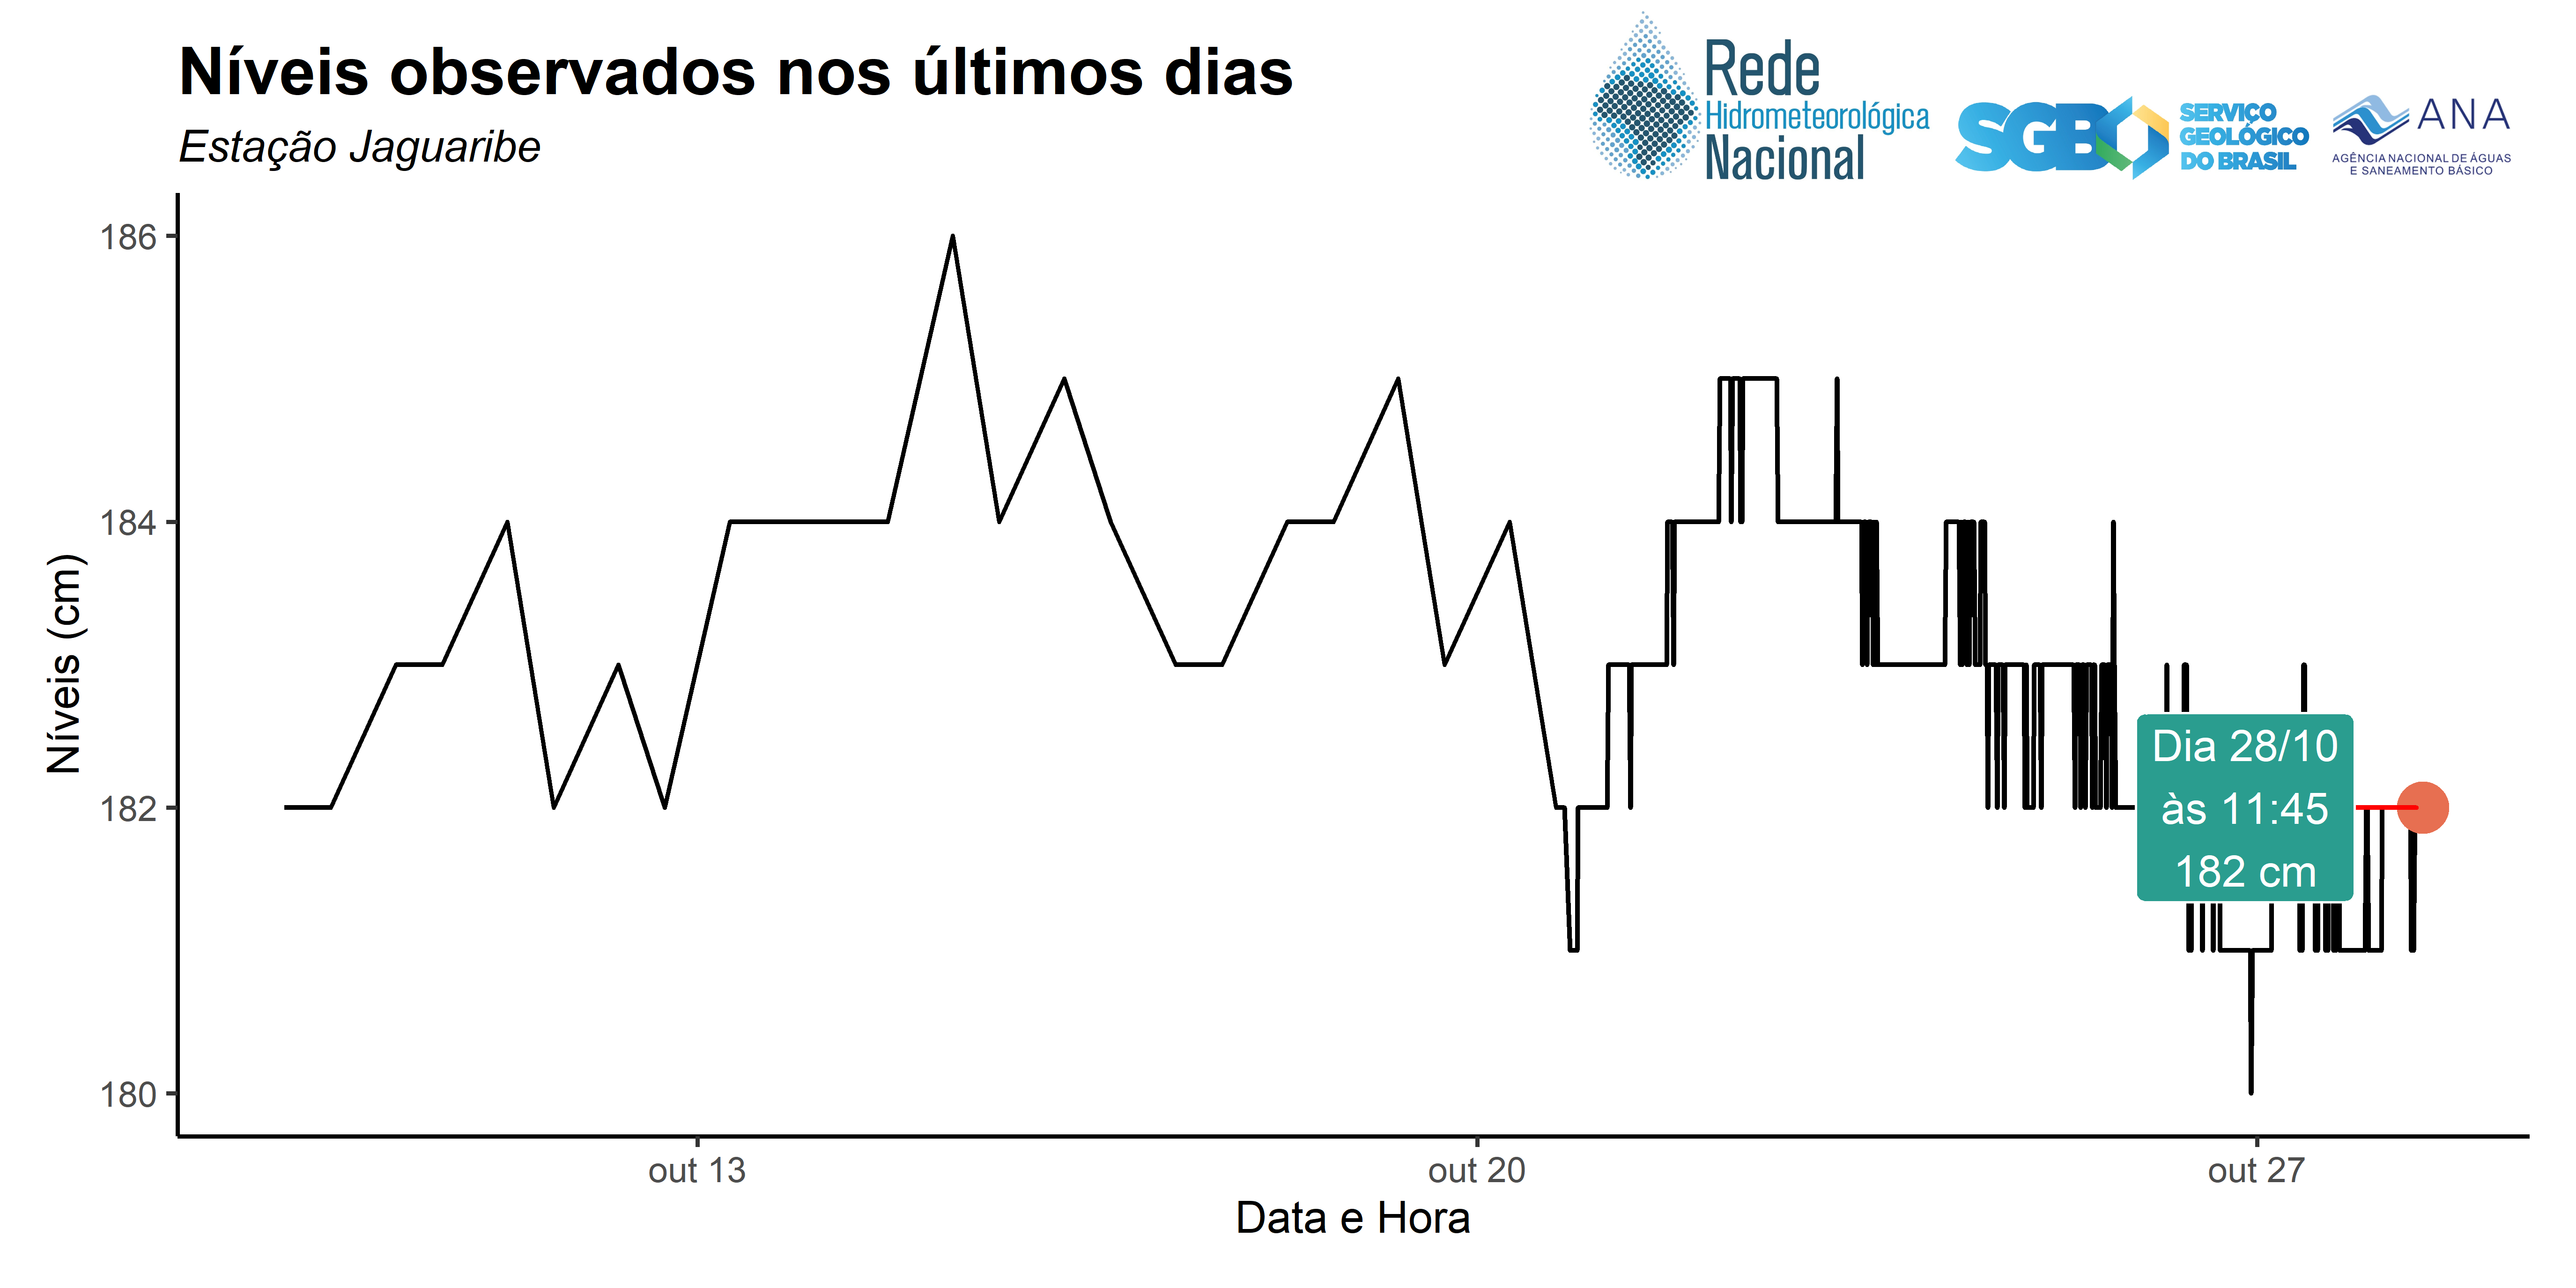 Níveis observados nos últimos dias
Estação Jaguaribe
Rede
Hidrometeorológica
Nacional
SGB
SERVIÇO
GEOLÓGICO
DO BRASIL
ANA
AGÊNCIA NACIONAL DE ÁGUAS
E SANEAMENTO BÁSICO
Níveis (cm)
186
184
182
180
Dia 28/10
às 11:45
182 cm
out 13
out 20
out 27
Data e Hora